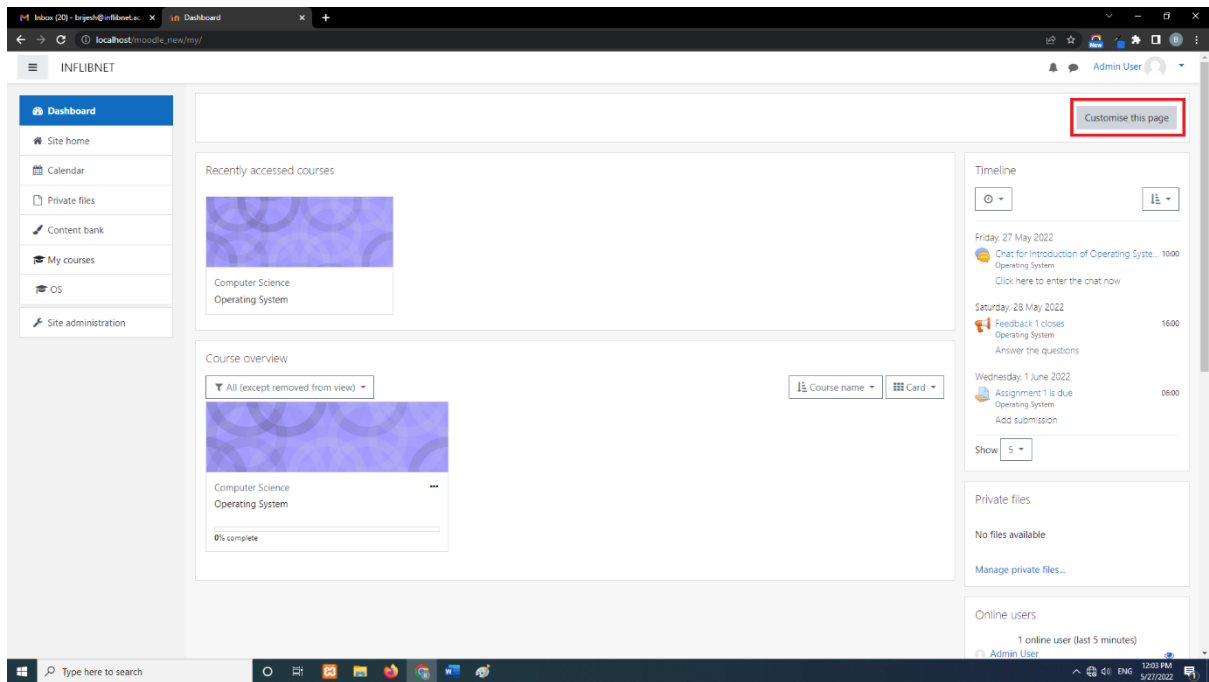 Inbox (20) - brijesh@inflibnet.ac.
Dashboard
localhost/moodle_new/my/
New
B
INFLIBNET
Admin User
Dashboard
Site home
Calendar
Private files
Content bank
My courses
OS
Site administration
Customise this page
Recently accessed courses
Computer Science
Operating System
Course overview
All (except removed from view)
Course name
Card
Computer Science
Operating System
0% complete
Timeline
Friday, 27 May 2022
Chat for Introduction of Operating Syste... 10:00
Operating System
Click here to enter the chat now
Saturday, 28 May 2022
Feedback 1 closes 16:00
Operating System
Answer the questions
Wednesday, 1 June 2022
Assignment 1 is due 06:00
Operating System
Add submission
Show 5
Private files
No files available
Manage private files...
Online users
1 online user (last 5 minutes)
Admin User
Type here to search
ENG
12:03 PM
5/27/2022